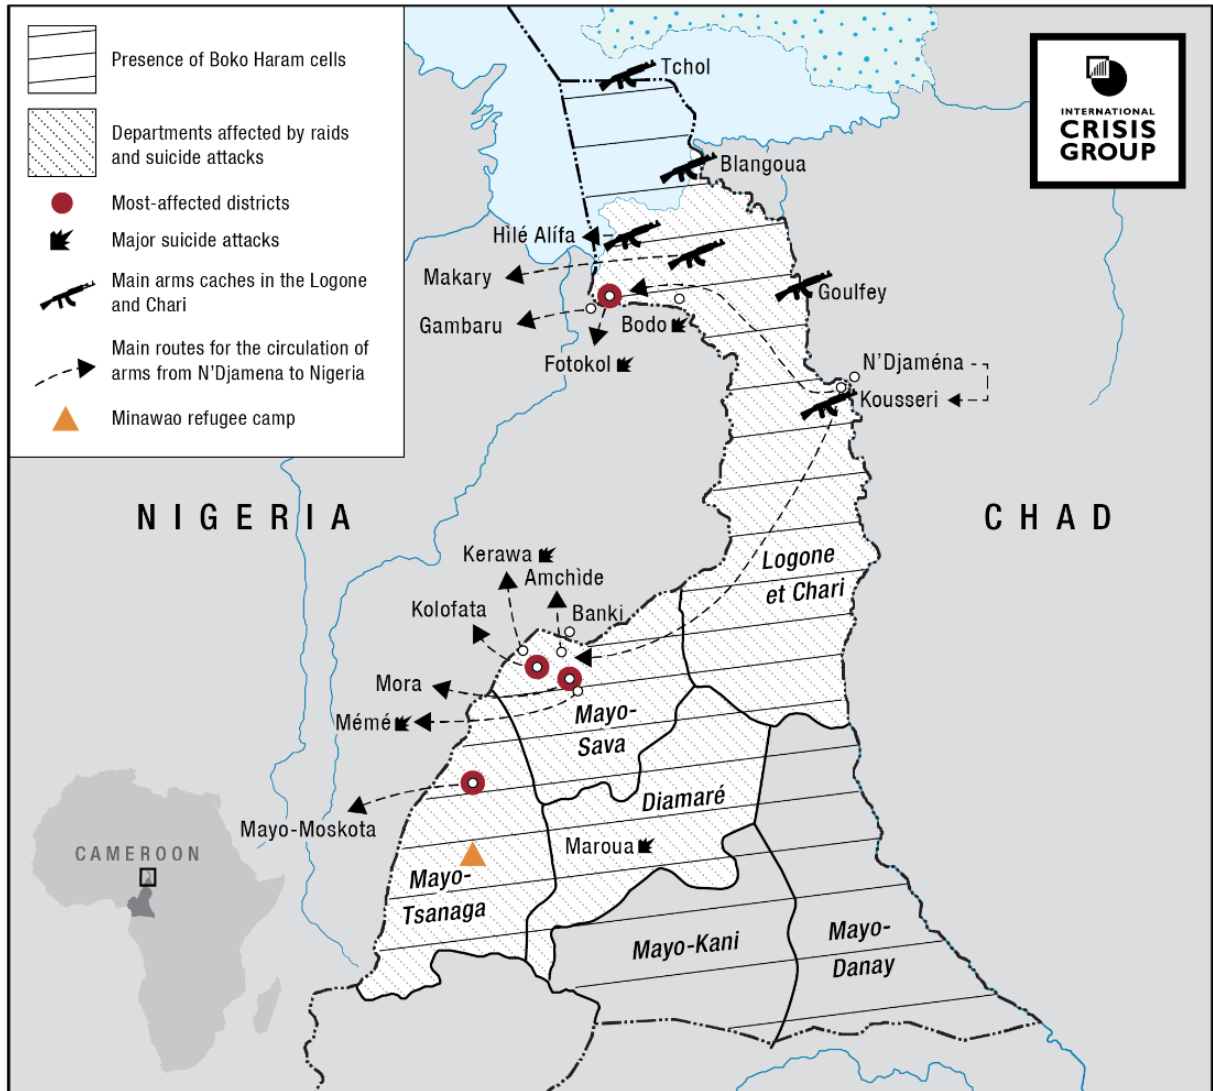 Presence of Boko Haram cells
Departments affected by raids
and suicide attacks
Most-affected districts
Major suicide attacks
Main arms caches in the Logone
and Chari
Main routes for the circulation of
arms from N'Djamena to Nigeria
Minawao refugee camp
INTERNATIONAL
CRISIS
GROUP
Tchol
Blangoua
Hìlé Alífa
Makary
Goulfey
Gambaru
Bodo
Fotokol
N'Djaména
Kousseri
NIGERIA
CHAD
Kerawa
Amchìde
Logone
et Chari
Kolofata
Banki
Mora
Mémé
Mayo-
Sava
Diamaré
Mayo-Moskota
Maroua
CAMEROON
Mayo-
Tsanaga
Mayo-Kani
Mayo-
Danay